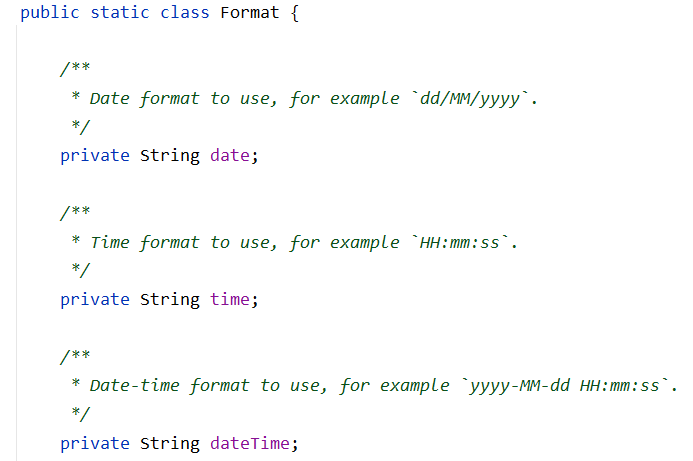 public static class Format {
/**
* Date format to use, for example `dd/MM/yyyy`.
*/
private String date;
/**
* Time format to use, for example `HH:mm:ss`.
*/
private String time;
/**
* Date-time format to use, for example `yyyy-MM-dd HH:mm:ss`.
*/
private String dateTime;